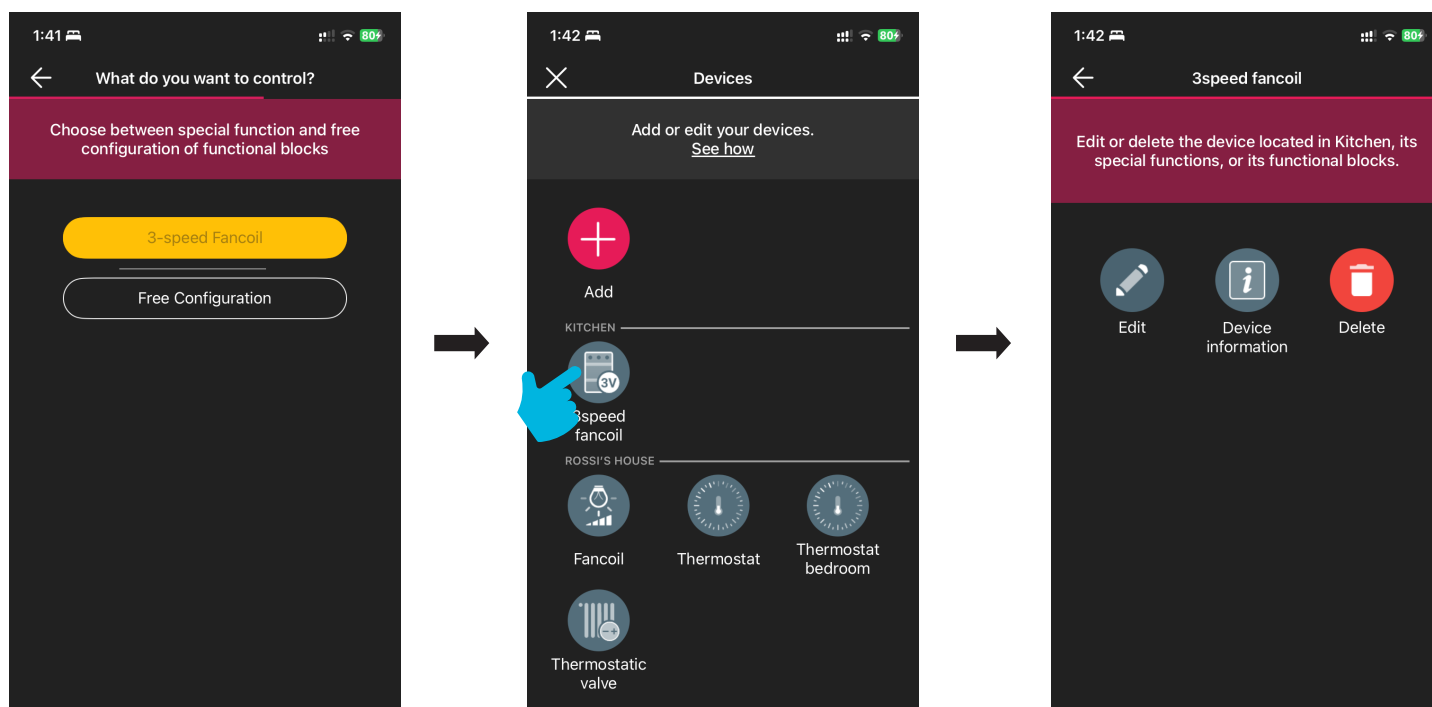 1:41
80
What do you want to control?
Choose between special function and free
configuration of functional blocks
3-speed Fancoil
Free Configuration
1:42
80
Devices
Add or edit your devices.
See how
Add
KITCHEN
3V
3speed
fancoil
ROSSI'S HOUSE
Fancoil
Thermostat
Thermostat
bedroom
Thermostatic
valve
1:42
80
3speed fancoil
Edit or delete the device located in Kitchen, its
special functions, or its functional blocks.
i
Edit
Device
information
Delete